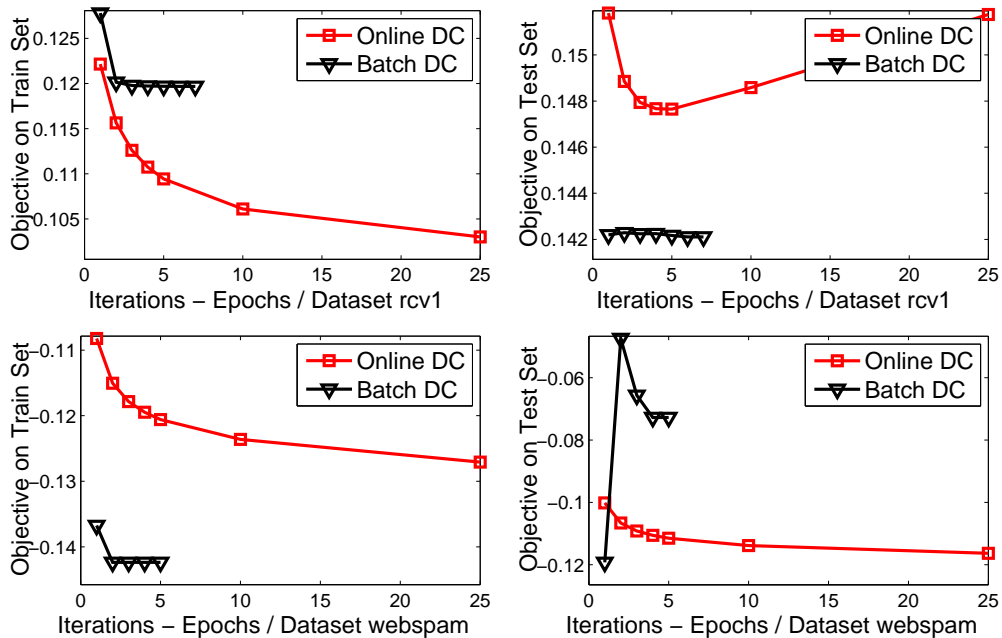 Objective on Train Set
0.125
0.12
0.115
0.11
0.105
0 5 10 15 20 25
Iterations – Epochs / Dataset rcv1
Online DC
Batch DC
Objective on Test Set
0.15
0.148
0.146
0.144
0.142
0 5 10 15 20 25
Iterations – Epochs / Dataset rcv1
Online DC
Batch DC
Objective on Train Set
−0.11
−0.12
−0.13
−0.14
0 5 10 15 20 25
Iterations – Epochs / Dataset webspam
Online DC
Batch DC
Objective on Test Set
−0.06
−0.08
−0.1
−0.12
0 5 10 15 20 25
Iterations – Epochs / Dataset webspam
Online DC
Batch DC